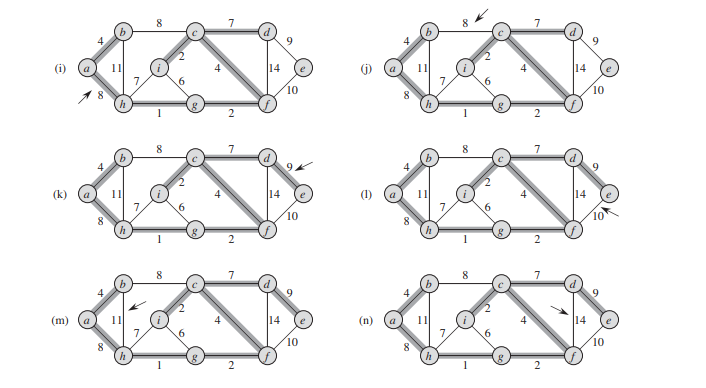 8 7
b c d
4 9
2
(i) a 11 i 4 14 e
7 6
8 10
h g f
1 2
8 7
b c d
4 9
2
(j) a 11 i 4 14 e
7 6
8 10
h g f
1 2
8 7
b c d
4 9
2
(k) a 11 i 4 14 e
7 6
8 10
h g f
1 2
8 7
b c d
4 9
2
(l) a 11 i 4 14 e
7 6
8 10
h g f
1 2
8 7
b c d
4 9
2
(m) a 11 i 4 14 e
7 6
8 10
h g f
1 2
8 7
b c d
4 9
2
(n) a 11 i 4 14 e
7 6
8 10
h g f
1 2